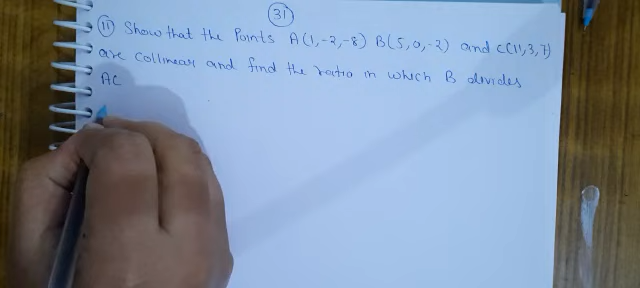 31
11 Show that the Points A(1,-2,-8) B(5,0,-2) and C(11,3,7)
are collinear and find the ratio in which B divides
AC